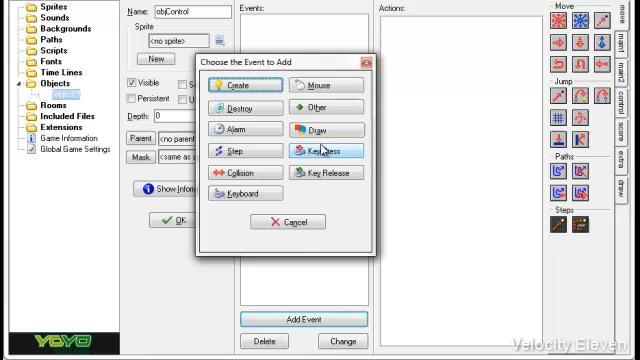 Sprites
Sounds
Backgrounds
Paths
Scripts
Fonts
Time Lines
Objects
Rooms
Included Files
Extensions
Game Information
Global Game Settings
YOYO
Name: objControl
Sprite
<no sprite>
New
Visible
Persistent
Depth: 0
Parent
<no parent
Mask
<same as s
Show Inform
OK
Events:
Choose the Event to Add
Create
Destroy
Alarm
Step
Collision
Keyboard
Mouse
Other
Draw
Key Release
Cancel
Add Event
Delete
Change
Actions:
Move
Jump
Paths
Steps
move
main1
main2
control
score
extra
draw
Velocity Eleven